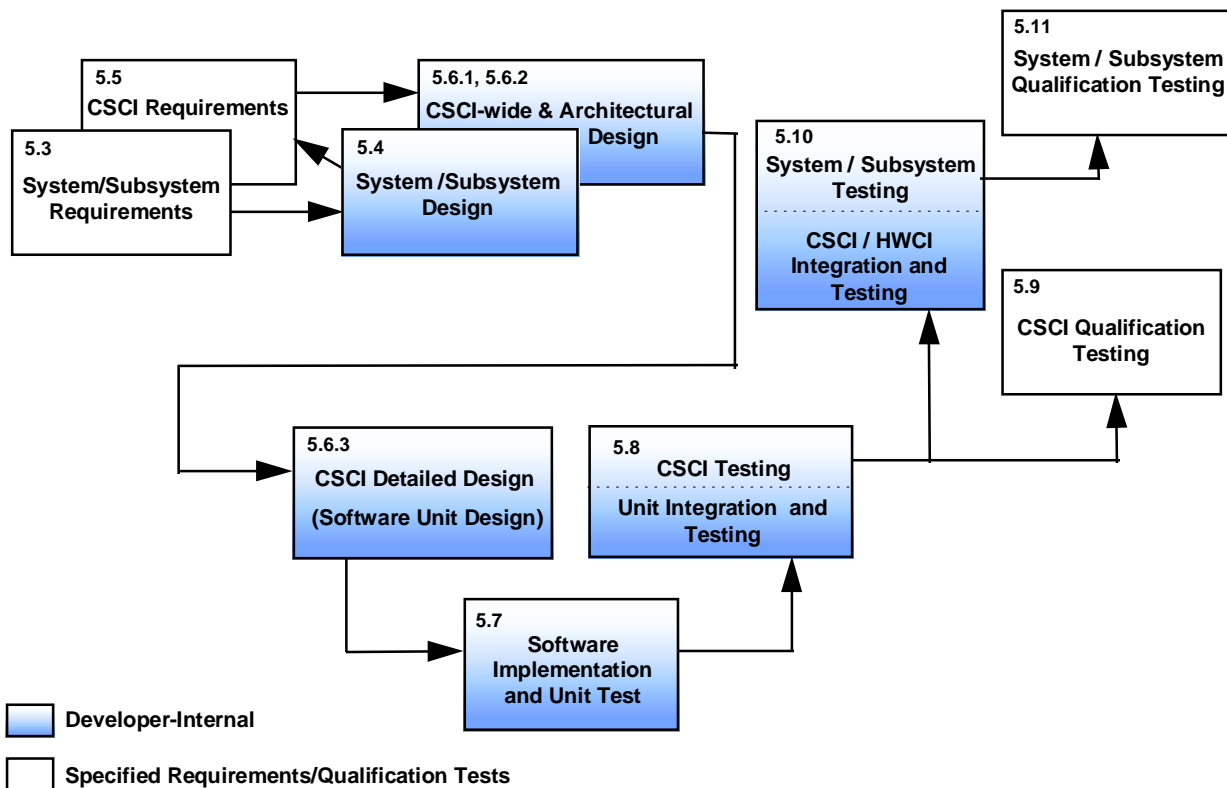 5.11
System / Subsystem
Qualification Testing
5.5
CSCI Requirements
5.6.1, 5.6.2
CSCI-wide & Architectural
Design
5.3
System/Subsystem
Requirements
5.4
System /Subsystem
Design
5.10
System / Subsystem
Testing
CSCI / HWCI
Integration and
Testing
5.9
CSCI Qualification
Testing
5.6.3
CSCI Detailed Design
(Software Unit Design)
5.8
CSCI Testing
Unit Integration and
Testing
5.7
Software
Implementation
and Unit Test
Developer-Internal
Specified Requirements/Qualification Tests